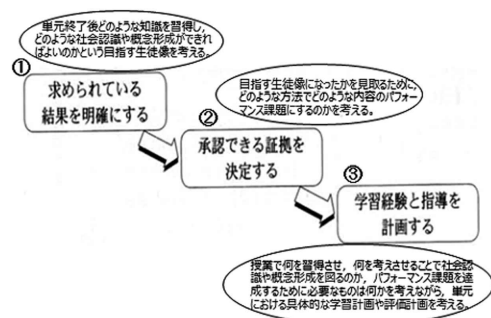 単元終了後どのような知識を習得し,
どのような社会認識や概念形成ができれ
ばよいのかという目指す生徒像を考える。
①
求められている
結果を明確にする
目指す生徒像になったかを見取るために,
どのような方法でどのような内容のパフォー
マンス課題にするのかを考える。
②
承認できる証拠を
決定する
③
学習経験と指導を
計画する
授業で何を習得させ,何を考えさせることで社会認
識や概念形成を図るのか,パフォーマンス課題を達
成するために必要なものは何かを考えながら,単元
における具体的な学習計画や評価計画を考える。